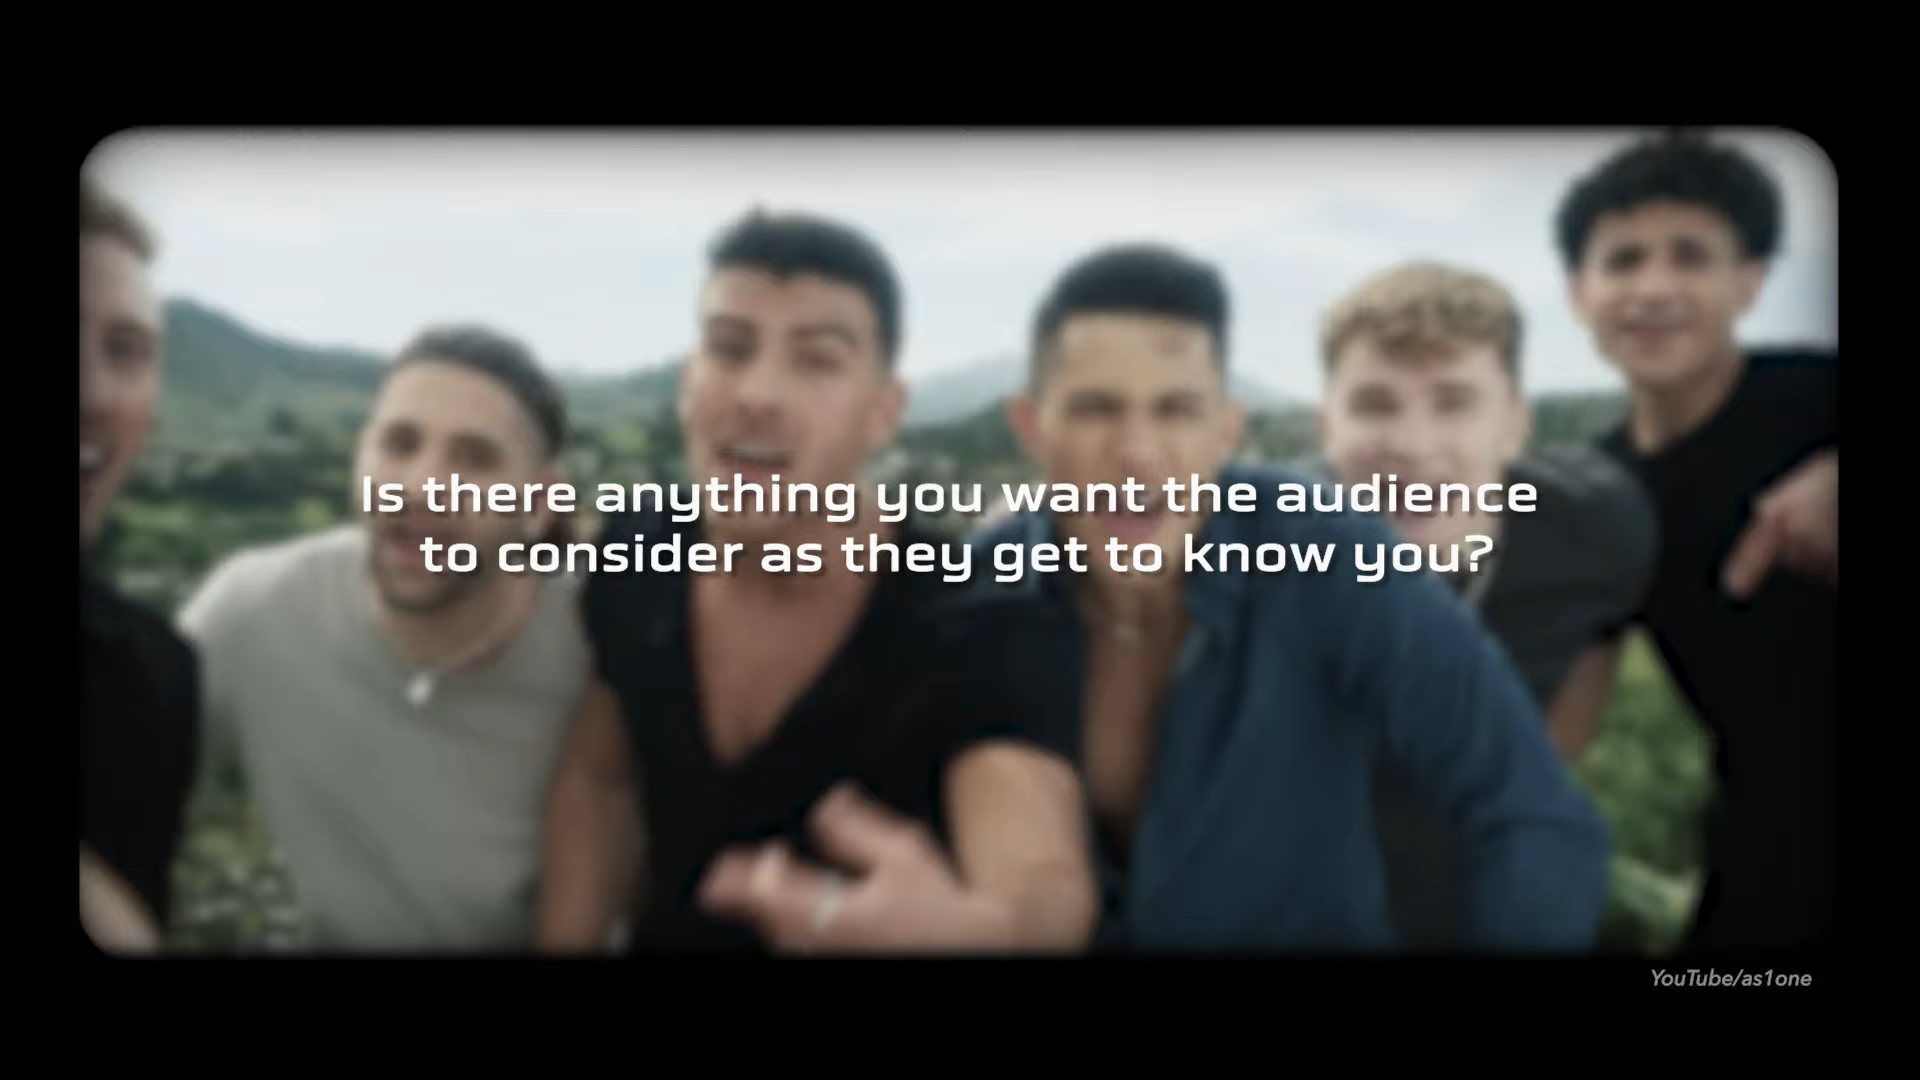 Is there anything you want the audience
to consider as they get to know you?
YouTube/as1one